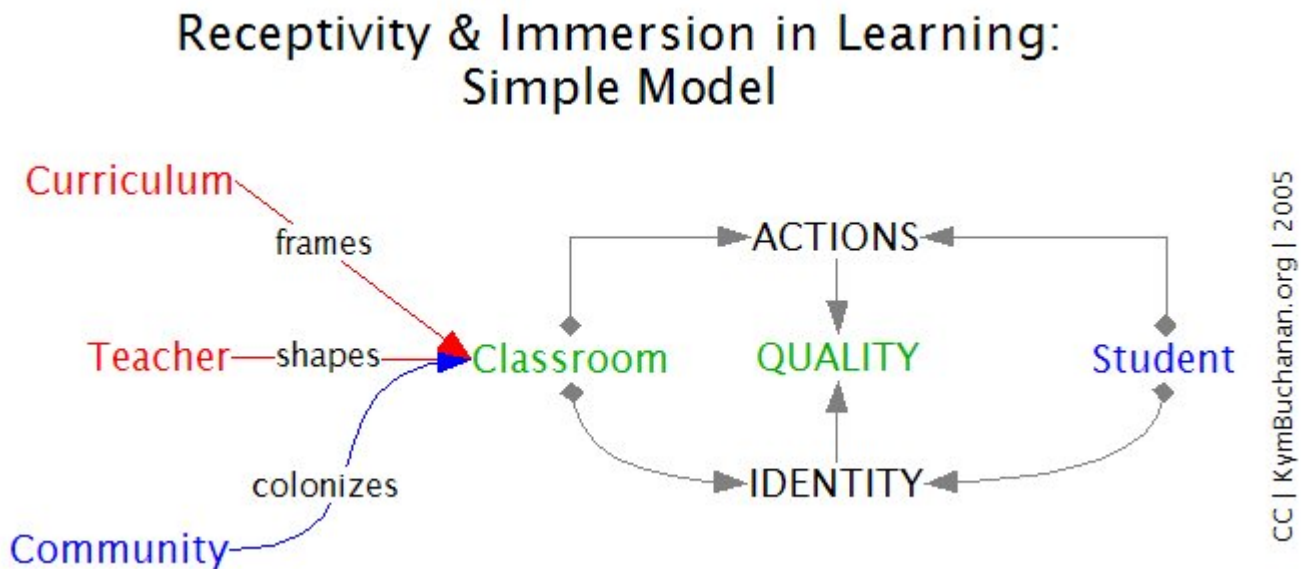 Receptivity & Immersion in Learning:
Simple Model
Curriculum
frames
ACTIONS
Teacher
shapes
Classroom
QUALITY
Student
colonizes
IDENTITY
Community
CC | KymBuchanan.org | 2005